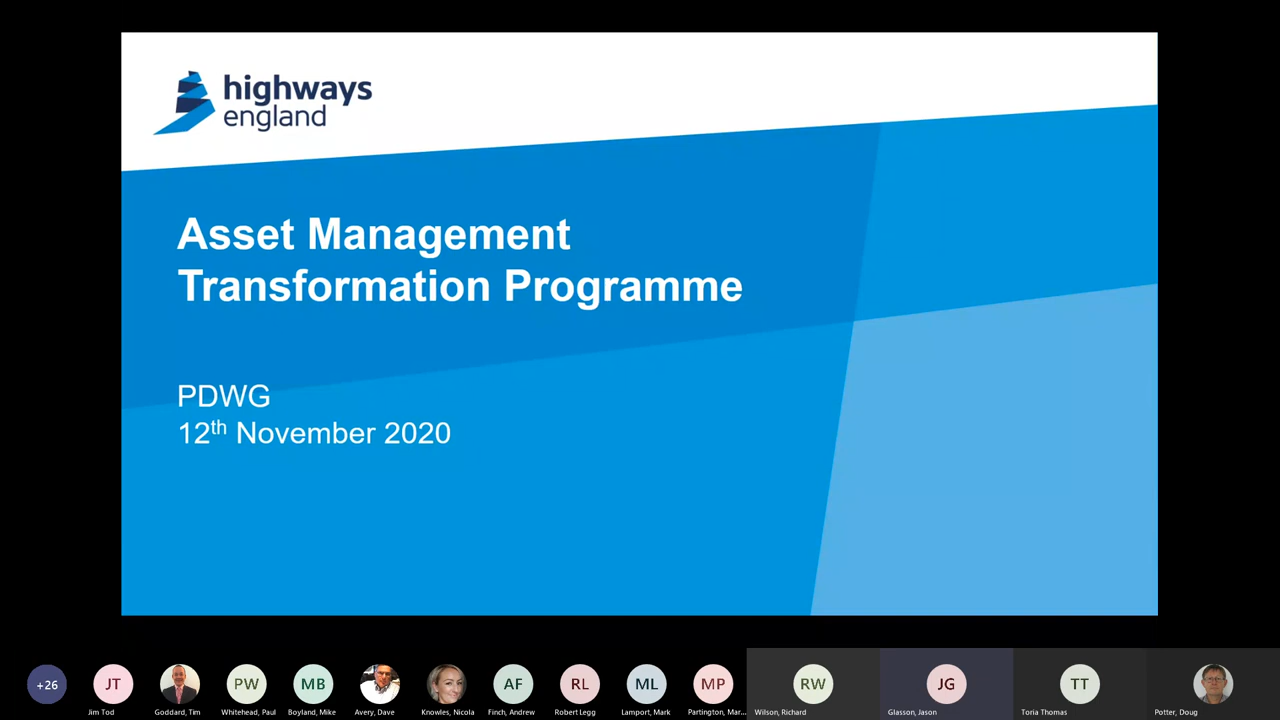 highways
england
Asset Management
Transformation Programme
PDWG
12th November 2020
+26
JT
PW
MB
AF
RL
ML
MP
RW
JG
TT
Jim Tod
Goddard, Tim
Whitehead, Paul
Boyland, Mike
Avery, Dave
Knowles, Nicola
Finch, Andrew
Robert Legg
Lamport, Mark
Partington, Mar...
Wilson, Richard
Glasson, Jason
Toria Thomas
Potter, Doug